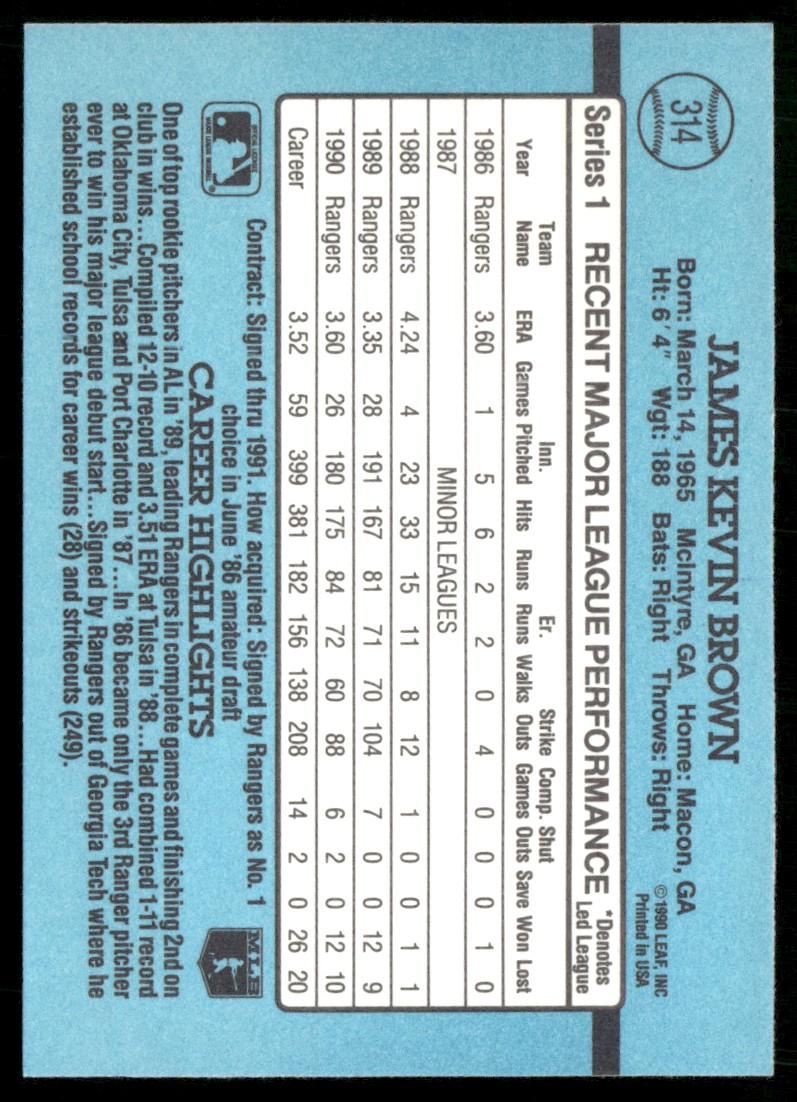 314
JAMES KEVIN BROWN
Born: March 14, 1965 McIntyre, GA Home: Macon, GA
Ht: 6' 4" Wgt: 188 Bats: Right Throws: Right
©1990 LEAF, INC
Printed in USA
Series 1 RECENT MAJOR LEAGUE PERFORMANCE *Denotes Led League
Team Inn. Er. Strike Comp. Shut
Year Name ERA Games Pitched Hits Runs Runs Walks Outs Games Outs Save Won Lost
1986 Rangers 3.60 1 5 6 2 2 0 4 0 0 0 1 0
1987 MINOR LEAGUES
1988 Rangers 4.24 4 23 33 15 11 8 12 1 0 0 1 1
1989 Rangers 3.35 28 191 167 81 71 70 104 7 0 0 12 9
1990 Rangers 3.60 26 180 175 84 72 60 88 6 2 0 12 10
Career 3.52 59 399 381 182 156 138 208 14 2 0 26 20
OFFICIAL LICENSEE
MAJOR LEAGUE BASEBALL
®
Contract: Signed thru 1991. How acquired: Signed by Rangers as No. 1
choice in June '86 amateur draft
MLB
CAREER HIGHLIGHTS
One of top rookie pitchers in AL in '89, leading Rangers in complete games and finishing 2nd on
club in wins...Compiled 12-10 record and 3.51 ERA at Tulsa in '88...Had combined 1-11 record
at Oklahoma City, Tulsa and Port Charlotte in '87...In '86 became only the 3rd Ranger pitcher
ever to win his major league debut start...Signed by Rangers out of Georgia Tech where he
established school records for career wins (28) and strikeouts (249).